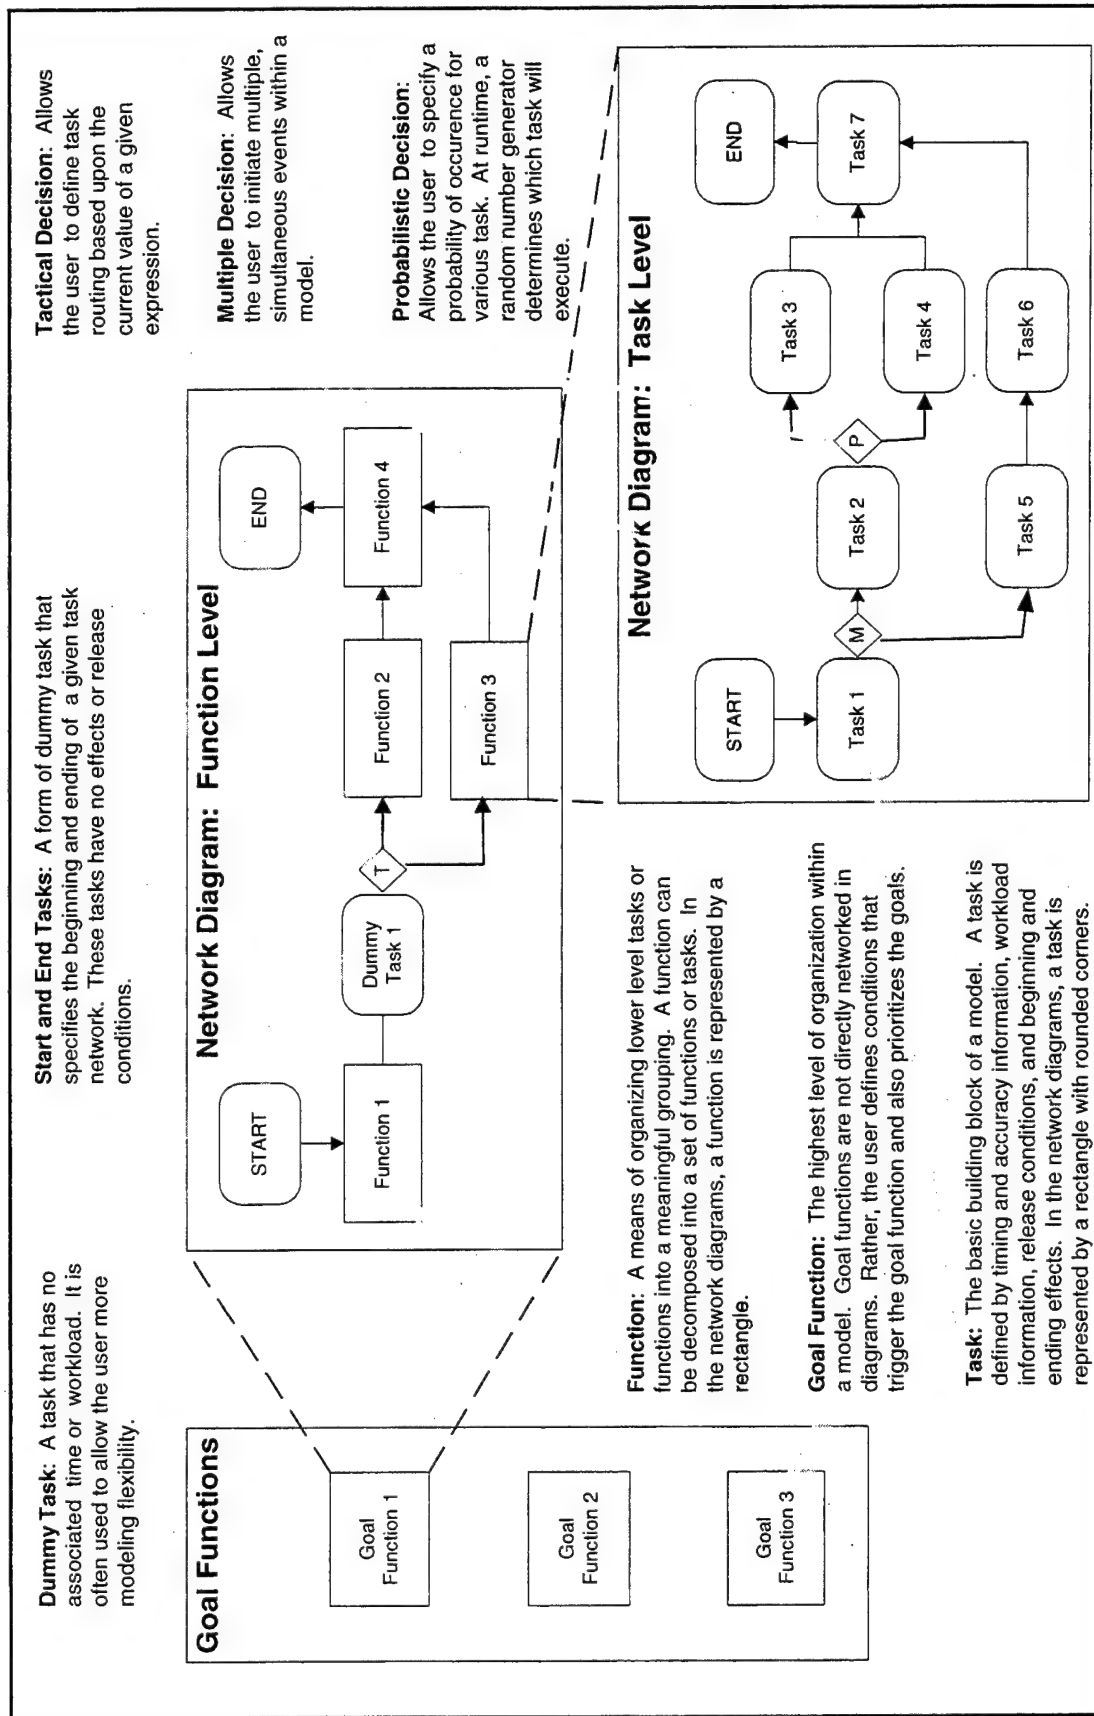 Dummy Task: A task that has no
associated time or workload. It is
often used to allow the user more
modeling flexibility.
Start and End Tasks: A form of dummy task that
specifies the beginning and ending of a given task
network. These tasks have no effects or release
conditions.
Tactical Decision: Allows
the user to define task
routing based upon the
current value of a given
expression.
Multiple Decision: Allows
the user to initiate multiple,
simultaneous events within a
model.
Probabilistic Decision:
Allows the user to specify a
probability of occurence for
various task. At runtime, a
random number generator
determines which task will
execute.
Goal Functions
Goal
Function 1
Goal
Function 2
Goal
Function 3
Network Diagram: Function Level
START
Function 1
Dummy
Task 1
T
Function 2
Function 3
Function 4
END
Function: A means of organizing lower level tasks or
functions into a meaningful grouping. A function can
be decomposed into a set of functions or tasks. In
the network diagrams, a function is represented by a
rectangle.
Goal Function: The highest level of organization within
a model. Goal functions are not directly networked in
diagrams. Rather, the user defines conditions that
trigger the goal function and also prioritizes the goals.
Task: The basic building block of a model. A task is
defined by timing and accuracy information, workload
information, release conditions, and beginning and
ending effects. In the network diagrams, a task is
represented by a rectangle with rounded corners.
Network Diagram: Task Level
START
Task 1
M
Task 2
P
Task 3
Task 4
Task 5
Task 6
Task 7
END